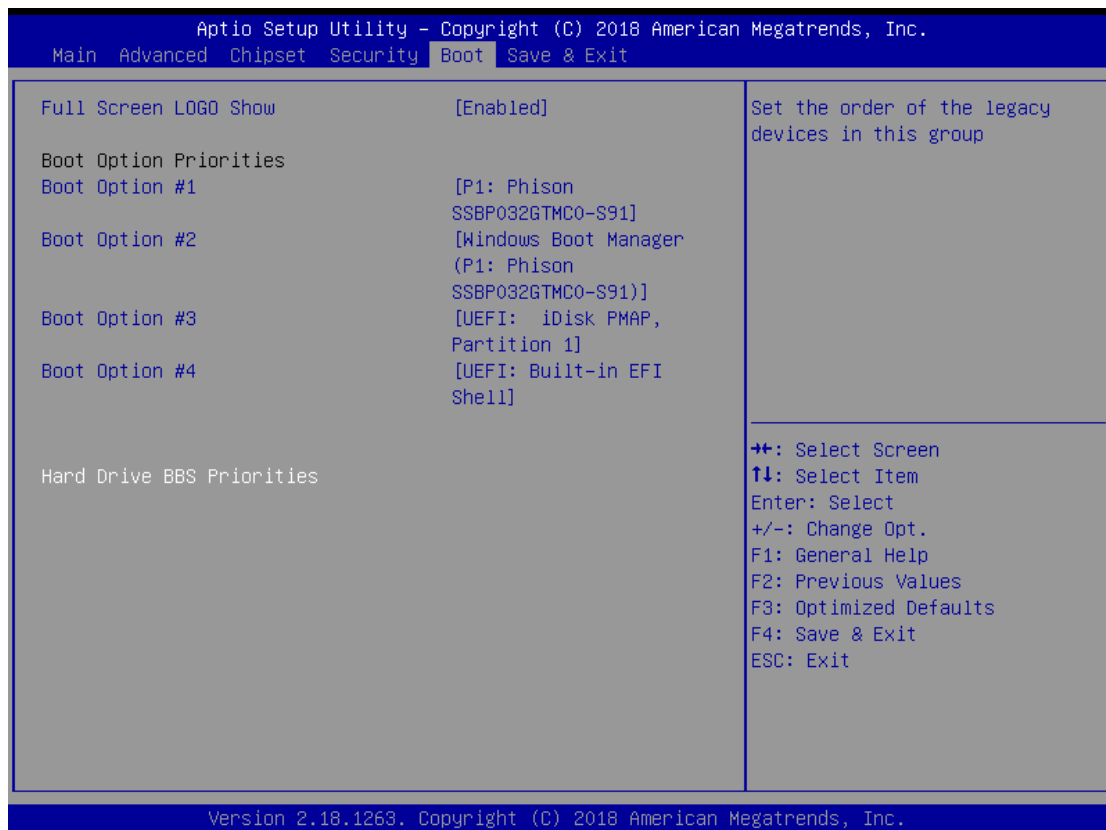 Aptio Setup Utility – Copyright (C) 2018 American Megatrends, Inc.
Main Advanced Chipset Security Boot Save & Exit
Full Screen LOGO Show [Enabled]
Boot Option Priorities
Boot Option #1 [P1: Phison
SSBP032GTMC0-S91]
Boot Option #2 [Windows Boot Manager
(P1: Phison
SSBP032GTMC0-S91)]
Boot Option #3 [UEFI:  iDisk PMAP,
Partition 1]
Boot Option #4 [UEFI: Built-in EFI
Shell]
Hard Drive BBS Priorities
Set the order of the legacy
devices in this group
→←: Select Screen
↑↓: Select Item
Enter: Select
+/-: Change Opt.
F1: General Help
F2: Previous Values
F3: Optimized Defaults
F4: Save & Exit
ESC: Exit
Version 2.18.1263. Copyright (C) 2018 American Megatrends, Inc.